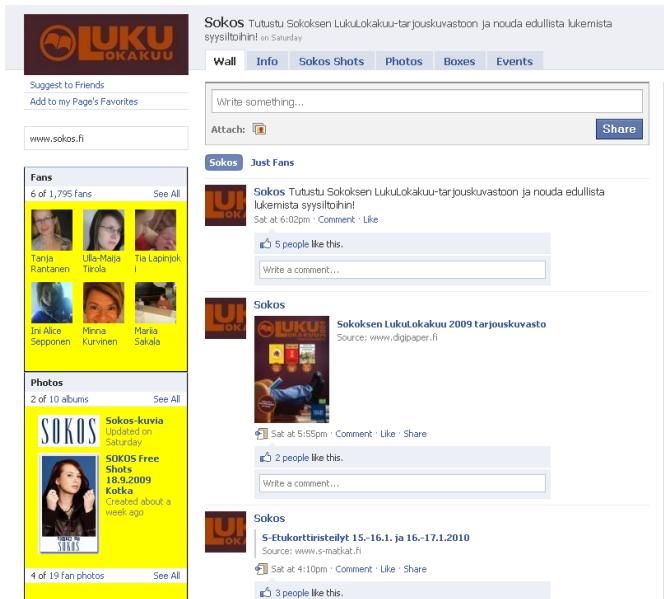 LUKU
LOKAKUU
Suggest to Friends
Add to my Page's Favorites
www.sokos.fi
Fans
6 of 1,795 fans See All
Tanja Rantanen
Ulla-Maija Tiirola
Tia Lapinjoki
Ini Alice Sepponen
Minna Kurvinen
Mariia Sakala
Photos
2 of 10 albums See All
SOKOS
Sokos-kuvia
Updated on
Saturday
SOKOS Free
Shots
18.9.2009
Kotka
Created about a
week ago
SOKOS
4 of 19 fan photos See All
Sokos Tutustu Sokoksen LukuLokakuu-tarjouskuvastoon ja nouda edullista lukemista
syysiltoihin! on Saturday
Wall Info Sokos Shots Photos Boxes Events
Write something...
Attach: Share
Sokos Just Fans
Sokos Tutustu Sokoksen LukuLokakuu-tarjouskuvastoon ja nouda edullista
lukemista syysiltoihin!
Sat at 6:02pm · Comment · Like
5 people like this.
Write a comment...
Sokos
LUKU
LOKAKUU
Sokoksen LukuLokakuu 2009 tarjouskuvasto
Source: www.digipaper.fi
Sat at 5:55pm · Comment · Like · Share
2 people like this.
Write a comment...
Sokos
S-Etukorttiristeilyt 15.-16.1. ja 16.-17.1.2010
Source: www.s-matkat.fi
Sat at 4:10pm · Comment · Like · Share
3 people like this.